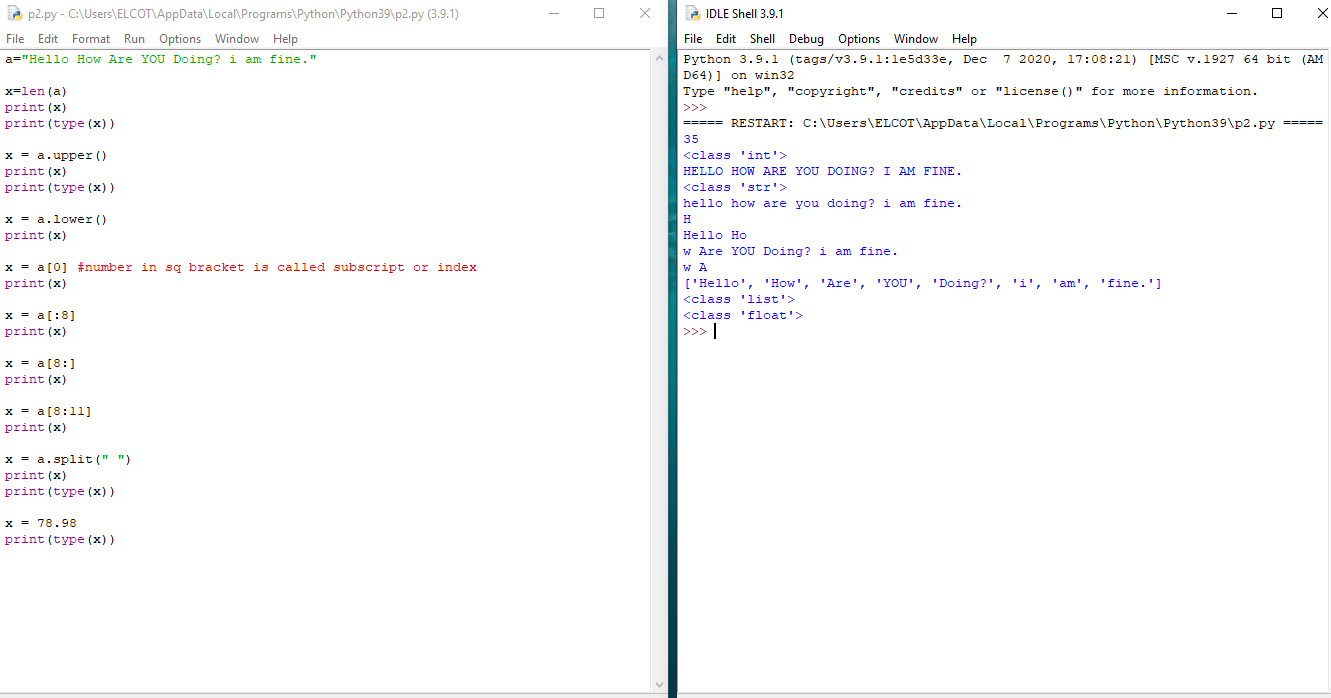 p2.py - C:\Users\ELCOT\AppData\Local\Programs\Python\Python39\p2.py (3.9.1)
File Edit Format Run Options Window Help
a="Hello How Are YOU Doing? i am fine."
x=len(a)
print(x)
print(type(x))
x = a.upper()
print(x)
print(type(x))
x = a.lower()
print(x)
x = a[0] #number in sq bracket is called subscript or index
print(x)
x = a[:8]
print(x)
x = a[8:]
print(x)
x = a[8:11]
print(x)
x = a.split(" ")
print(x)
print(type(x))
x = 78.98
print(type(x))
IDLE Shell 3.9.1
File Edit Shell Debug Options Window Help
Python 3.9.1 (tags/v3.9.1:1e5d33e, Dec  7 2020, 17:08:21) [MSC v.1927 64 bit (AM
D64)] on win32
Type "help", "copyright", "credits" or "license()" for more information.
>>>
===== RESTART: C:\Users\ELCOT\AppData\Local\Programs\Python\Python39\p2.py =====
35
<class 'int'>
HELLO HOW ARE YOU DOING? I AM FINE.
<class 'str'>
hello how are you doing? i am fine.
H
Hello Ho
w Are YOU Doing? i am fine.
w A
['Hello', 'How', 'Are', 'YOU', 'Doing?', 'i', 'am', 'fine.']
<class 'list'>
<class 'float'>
>>>